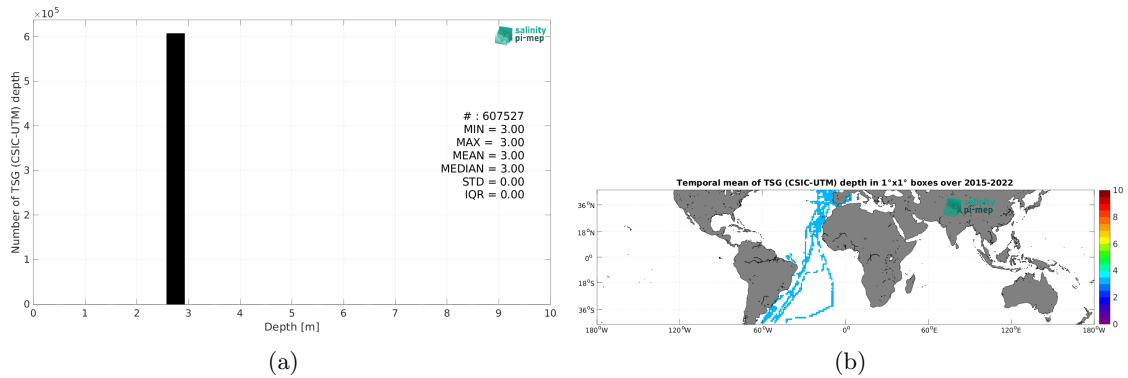 ×10⁵
6
5
4
3
2
1
0
Number of TSG (CSIC-UTM) depth
0 1 2 3 4 5 6 7 8 9 10
Depth [m]
salinity
pi-mep
# : 607527
MIN = 3.00
MAX = 3.00
MEAN = 3.00
MEDIAN = 3.00
STD = 0.00
IQR = 0.00
(a)
Temporal mean of TSG (CSIC-UTM) depth in 1°x1° boxes over 2015-2022
salinity
pi-mep
36°N
18°N
0°
18°S
36°S
180°W 120°W 60°W 0° 60°E 120°E 180°W
10
8
6
4
2
0
(b)